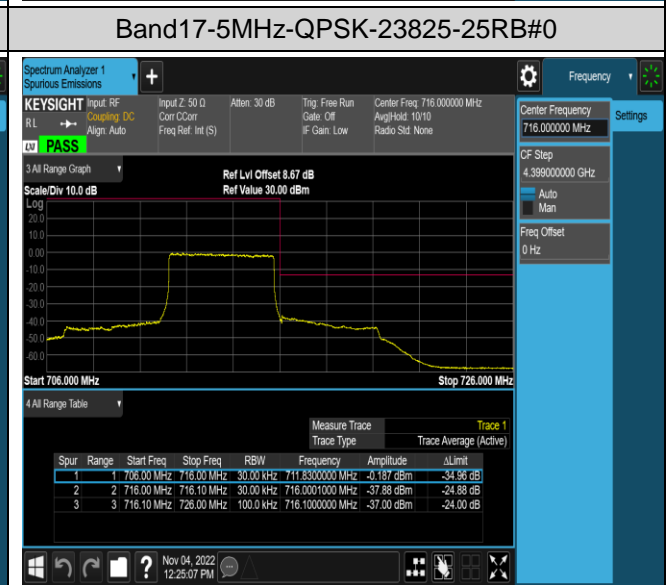 Band17-5MHz-QPSK-23825-25RB#0
Spectrum Analyzer 1
Spurious Emissions
+
Frequency
KEYSIGHT Input: RF Input Z: 50 Ω Atten: 30 dB Trig: Free Run Center Freq: 716.000000 MHz
R L Coupling: DC Corr CCorr Gate: Off Avg|Hold: 10/10
Align: Auto Freq Ref: Int (S) IF Gain: Low Radio Std: None
LXI PASS
Center Frequency
716.000000 MHz
Settings
CF Step
4.399000000 GHz
Auto
Man
Freq Offset
0 Hz
3 All Range Graph
Ref Lvl Offset 8.67 dB
Scale/Div 10.0 dB Ref Value 30.00 dBm
Log
20.0
10.0
0.00
-10.0
-20.0
-30.0
-40.0
-50.0
-60.0
Start 706.000 MHz Stop 726.000 MHz
4 All Range Table
Measure Trace Trace 1
Trace Type Trace Average (Active)
Spur Range Start Freq Stop Freq RBW Frequency Amplitude ΔLimit
1 1 706.00 MHz 716.00 MHz 30.00 kHz 711.8300000 MHz -0.187 dBm -34.96 dB
2 2 716.00 MHz 716.10 MHz 30.00 kHz 716.0001000 MHz -37.88 dBm -24.88 dB
3 3 716.10 MHz 726.00 MHz 100.0 kHz 716.1000000 MHz -37.00 dBm -24.00 dB
? Nov 04, 2022
12:25:07 PM